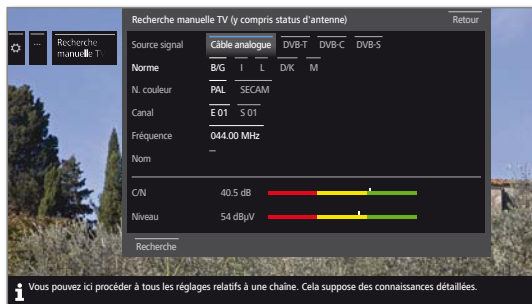 Recherche manuelle TV (y compris status d'antenne) Retour
...
Recherche
manuelle T
Source signal Câble analogue DVB-T DVB-C DVB-S
Norme B/G I L D/K M
N. couleur PAL SECAM
Canal E 01 S 01
Fréquence 044.00 MHz
Nom _
C/N 40.5 dB
Niveau 54 dBµV
Recherche
Vous pouvez ici procéder à tous les réglages relatifs à une chaîne. Cela suppose des connaissances détaillées.